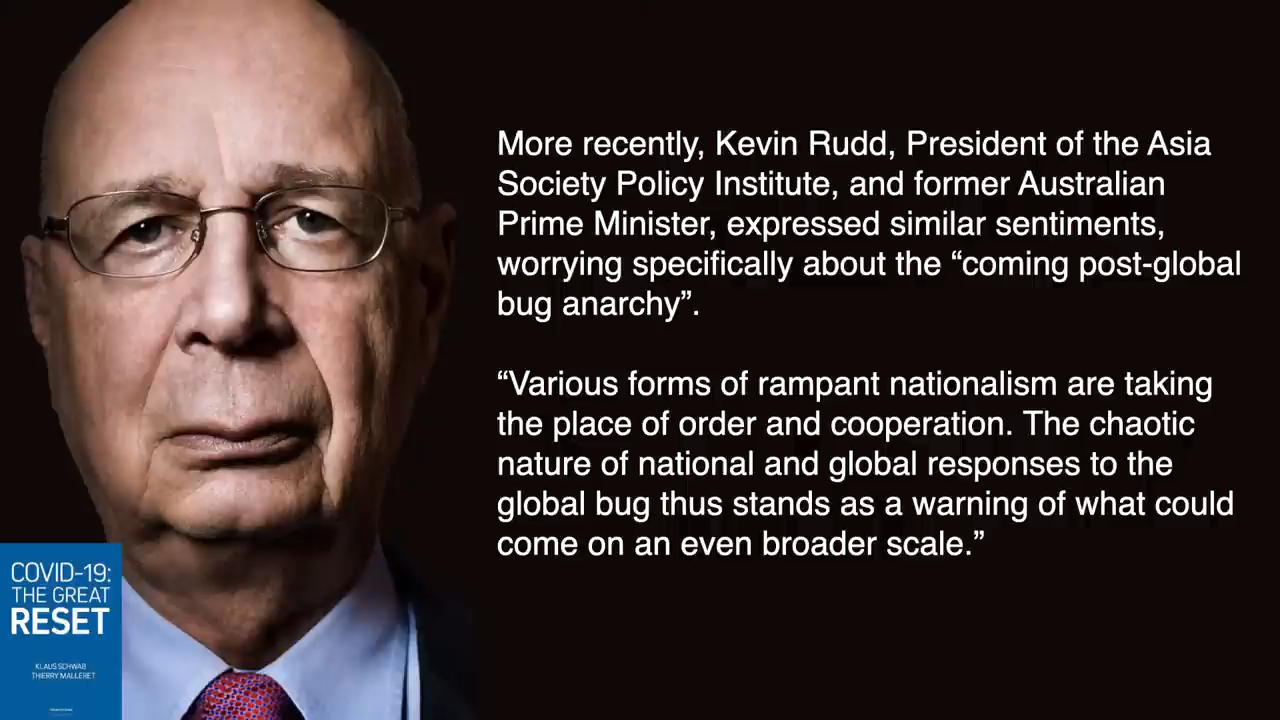 More recently, Kevin Rudd, President of the Asia
Society Policy Institute, and former Australian
Prime Minister, expressed similar sentiments,
worrying specifically about the “coming post-global
bug anarchy”.
“Various forms of rampant nationalism are taking
the place of order and cooperation. The chaotic
nature of national and global responses to the
global bug thus stands as a warning of what could
come on an even broader scale.”
COVID-19:
THE GREAT
RESET
KLAUS SCHWAB
THIERRY MALLERET